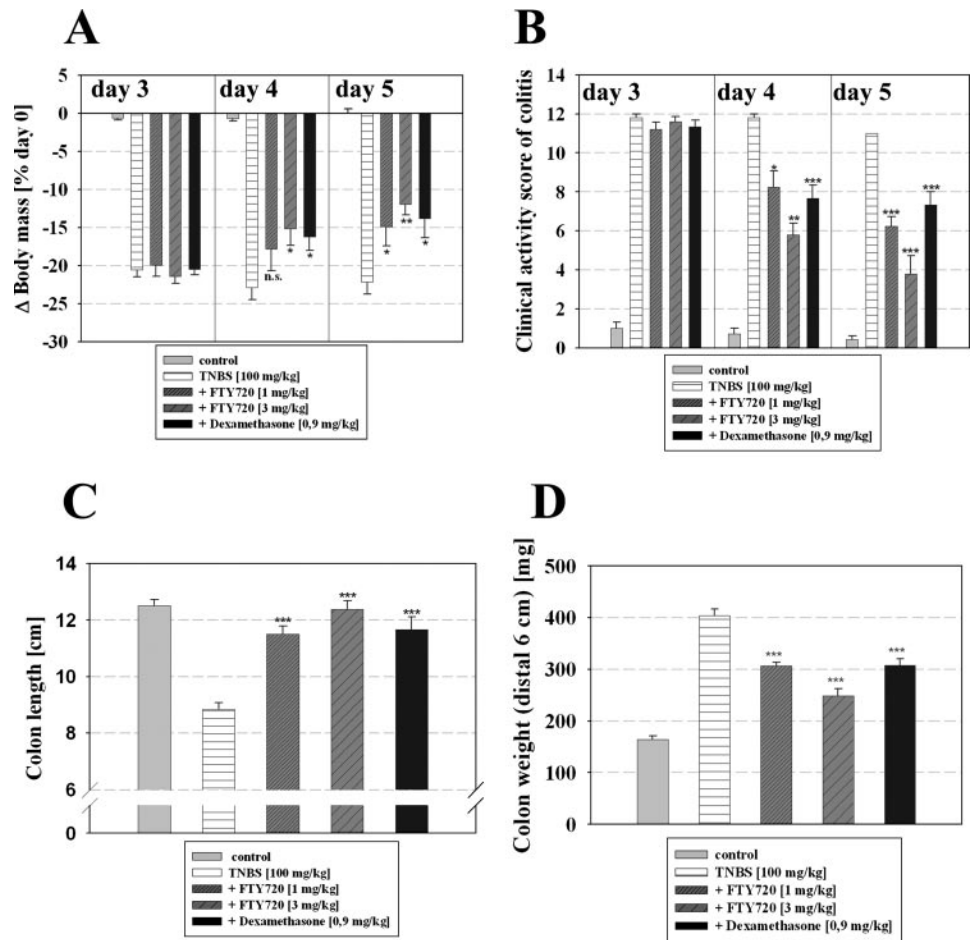 A
Δ Body mass [% day 0]
5
0
-5
-10
-15
-20
-25
-30
day 3
day 4
day 5
n.s.
*
*
*
**
*
control
TNBS [100 mg/kg]
+ FTY720 [1 mg/kg]
+ FTY720 [3 mg/kg]
+ Dexamethasone [0,9 mg/kg]
B
Clinical activity score of colitis
14
12
10
8
6
4
2
0
day 3
day 4
day 5
*
**
***
***
***
***
control
TNBS [100 mg/kg]
+ FTY720 [1 mg/kg]
+ FTY720 [3 mg/kg]
+ Dexamethasone [0,9 mg/kg]
C
Colon length [cm]
14
12
10
8
6
0
***
***
***
control
TNBS [100 mg/kg]
+ FTY720 [1 mg/kg]
+ FTY720 [3 mg/kg]
+ Dexamethasone [0,9 mg/kg]
D
Colon weight (distal 6 cm) [mg]
500
400
300
200
100
0
***
***
***
control
TNBS [100 mg/kg]
+ FTY720 [1 mg/kg]
+ FTY720 [3 mg/kg]
+ Dexamethasone [0,9 mg/kg]